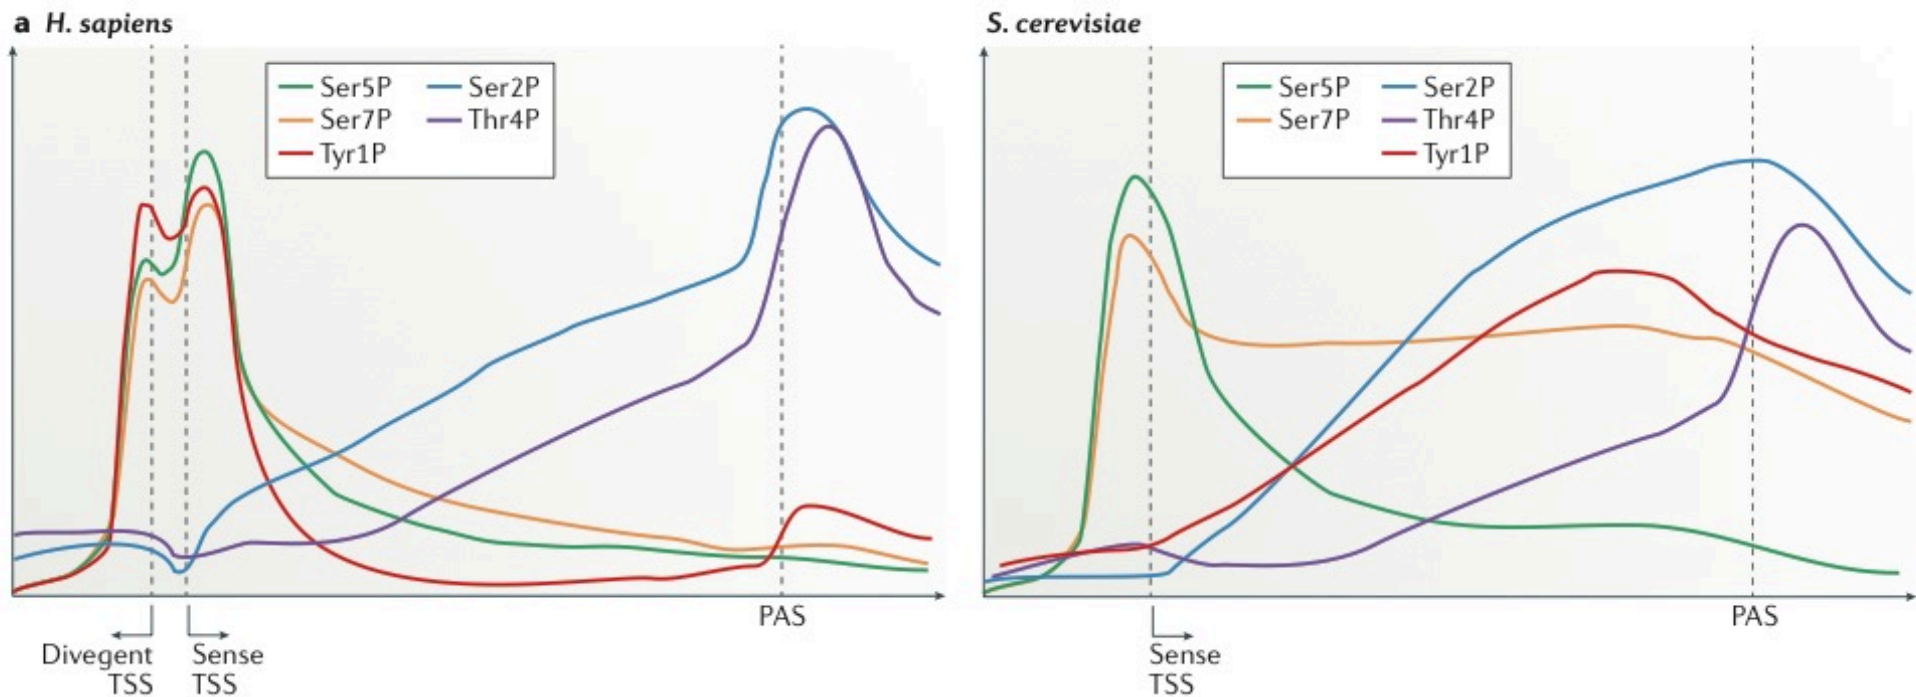 a H. sapiens
Ser5P Ser2P
Ser7P Thr4P
Tyr1P
PAS
Divegent
TSS
Sense
TSS
S. cerevisiae
Ser5P Ser2P
Ser7P Thr4P
Tyr1P
PAS
Sense
TSS